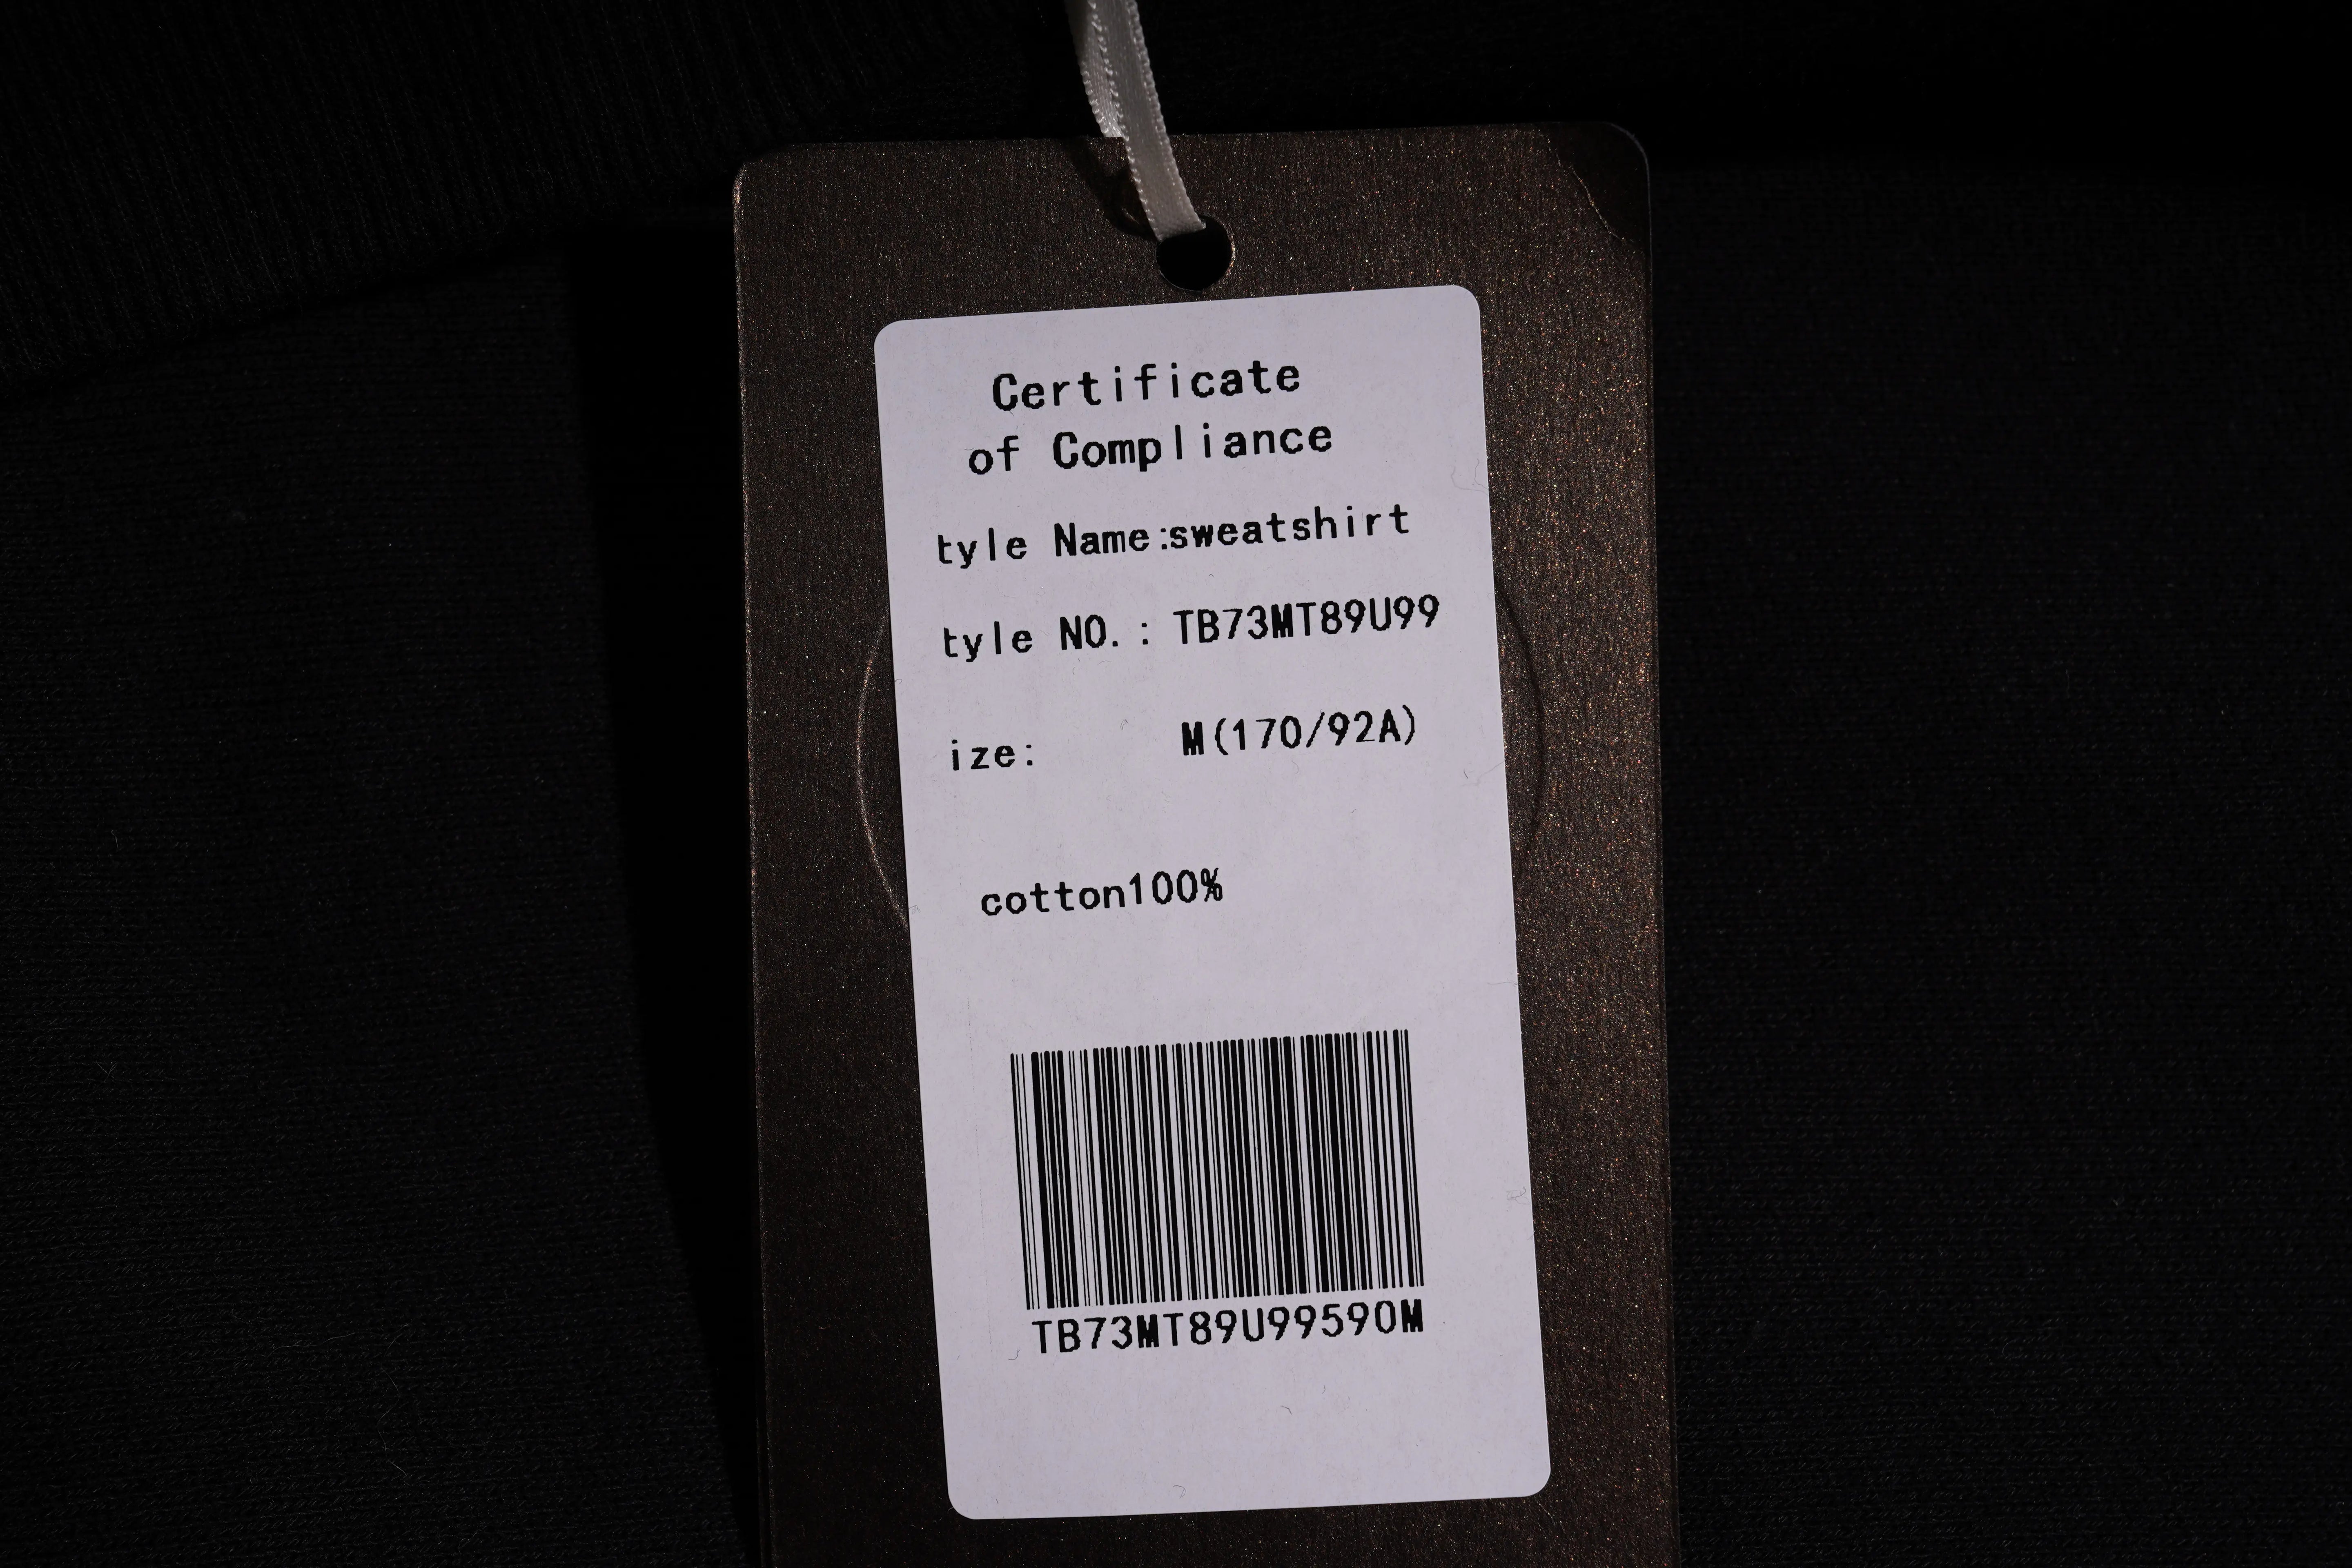 Certificate
of Compliance
tyle Name:sweatshirt
tyle NO.: TB73MT89U99
ize: M(170/92A)
cotton100%
TB73MT89U99590M